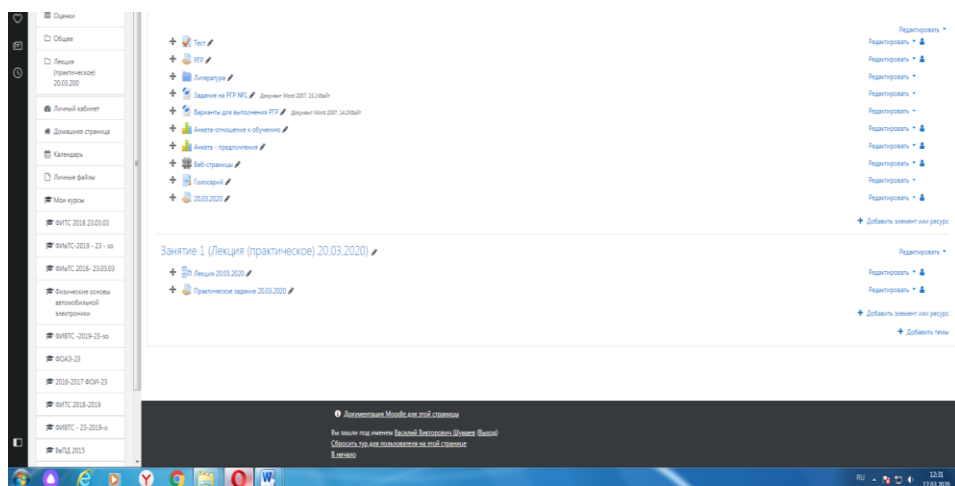 Оценки
Общее
Лекция
(практическое)
20.03.200
Личный кабинет
Домашняя страница
Календарь
Личные файлы
Мои курсы
ФИТС 2018 23.03.03
ФИвТС-2019 - 23 - зо
ФИвТС 2018- 23.03.03
Физические основы
автомобильной
электроники
ФИВТС -2019-23-зо
ФОАЭ-23
2016-2017 ФОИ-23
ФИТС 2018-2019
ФИВТС - 23-2019-о
ВвПД 2015
Редактировать
Тест Редактировать
РГР Редактировать
Литература Редактировать
Задание на РГР №1 Документ Word 2007, 15.1Кбайт Редактировать
Варианты для выполнения РГР Документ Word 2007, 14.2Кбайт Редактировать
Анкета-отношение к обучению Редактировать
Анкета - предпочтения Редактировать
Веб-страницы Редактировать
Голосарий Редактировать
20.03.2020 Редактировать
Добавить элемент или ресурс
Занятие 1 (Лекция (практическое) 20.03.2020) Редактировать
Лекция 20.03.2020 Редактировать
Практическое задание 20.03.2020 Редактировать
Добавить элемент или ресурс
Добавить темы
Документация Moodle для этой страницы
Вы зашли под именем Василий Викторович Шумаев (Выход)
Сбросить тур для пользователя на этой странице
В начало
RU 12:31
17.03.2020